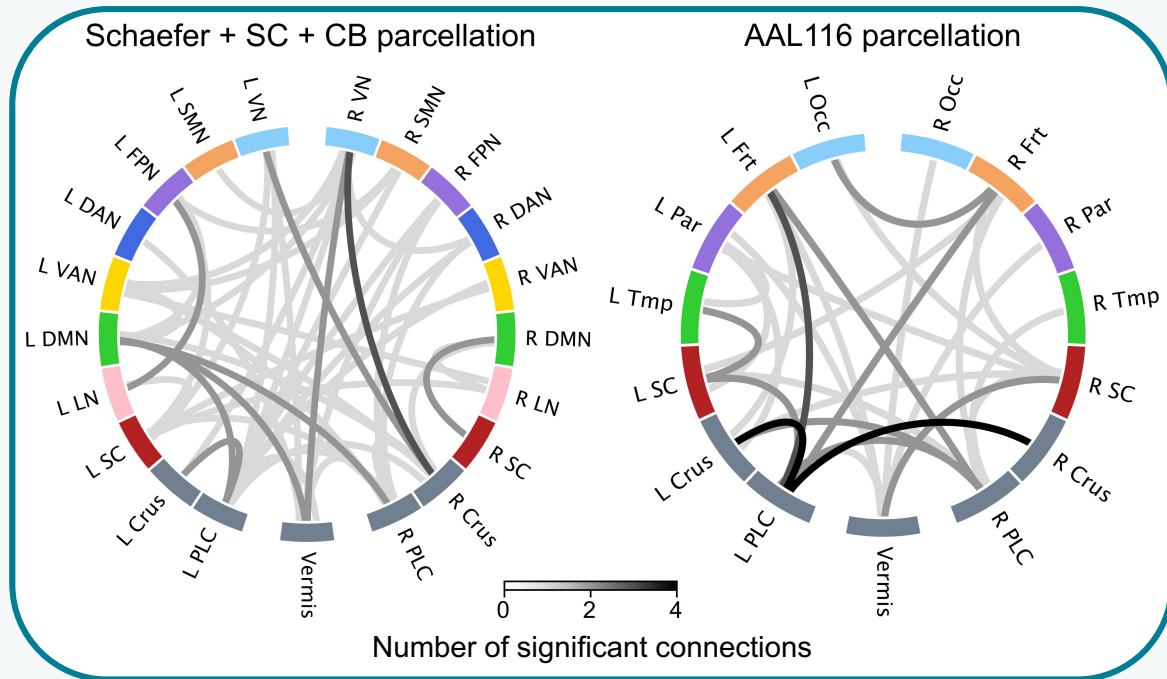 Schaefer + SC + CB parcellation
L VN
R VN
L SMN
R SMN
L FPN
R FPN
L DAN
R DAN
L VAN
R VAN
L DMN
R DMN
L LN
R LN
L SC
R SC
L Crus
R Crus
L PLC
R PLC
Vermis
AAL116 parcellation
L Occ
R Occ
L Frt
R Frt
L Par
R Par
L Tmp
R Tmp
L SC
R SC
L Crus
R Crus
L PLC
R PLC
Vermis
0 2 4
Number of significant connections